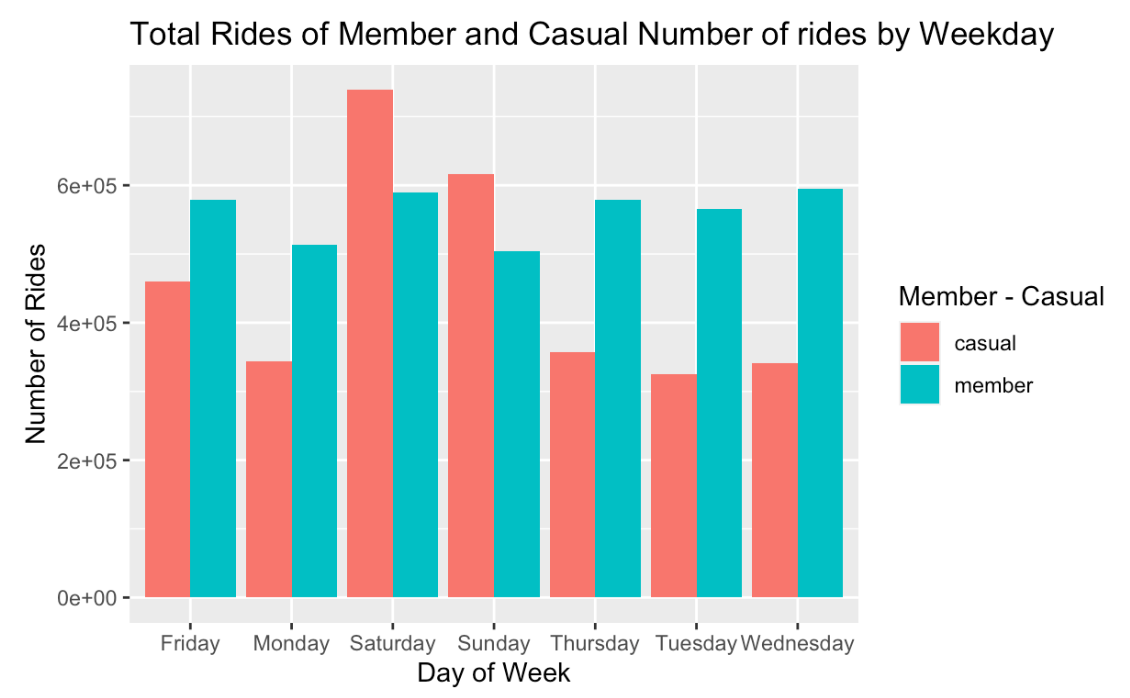 Total Rides of Member and Casual Number of rides by Weekday
Number of Rides
6e+05
4e+05
2e+05
0e+00
Friday Monday Saturday Sunday Thursday Tuesday Wednesday
Day of Week
Member - Casual
casual
member